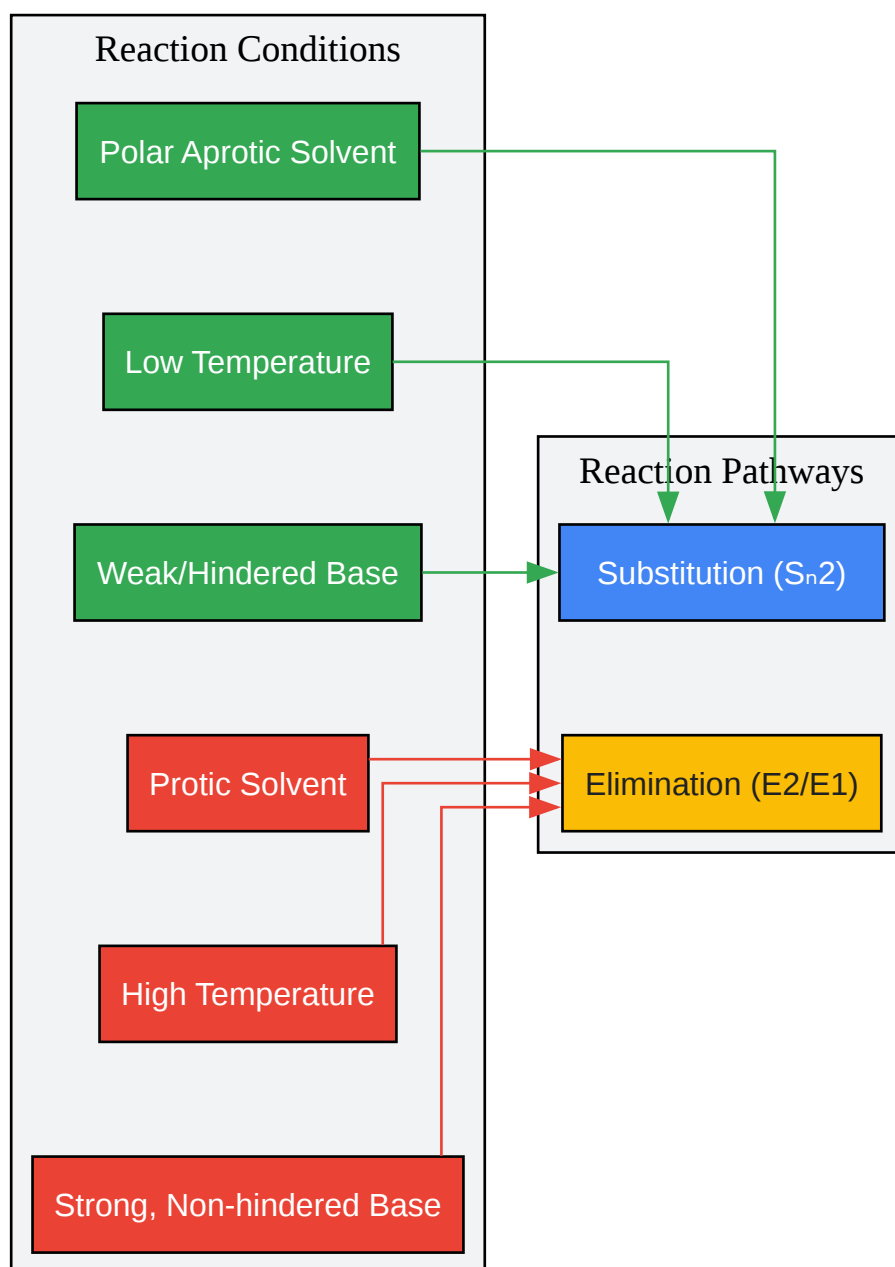 Reaction Conditions
Polar Aprotic Solvent
Low Temperature
Weak/Hindered Base
Protic Solvent
High Temperature
Strong, Non-hindered Base
Reaction Pathways
Substitution (Sₙ2)
Elimination (E2/E1)